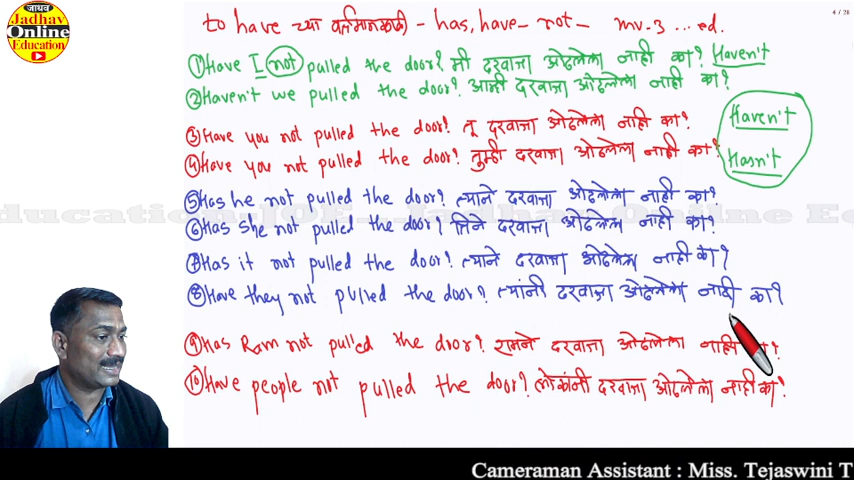 जाधव
Jadhav
Online
Education
4 / 28
to have च्या वर्तमानकाळी - has, have - not - mv-3 ... ed.
① Have I not pulled the door? मी दरवाजा ओढलेला नाही का? Haven't
② Haven't we pulled the door? आम्ही दरवाजा ओढलेला नाही का?
Haven't
③ Have you not pulled the door? तू दरवाजा ओढलेला नाही का?
④ Have you not pulled the door? तुम्ही दरवाजा ओढलेला नाही का?
Hasn't
⑤ Has he not pulled the door? त्याने दरवाजा ओढलेला नाही का?
⑥ Has she not pulled the door? तिने दरवाजा ओढलेला नाही का?
⑦ Has it not pulled the door? त्याने दरवाजा ओढलेला नाही का?
⑧ Have they not pulled the door? त्यांनी दरवाजा ओढलेला नाही का?
⑨ Has Ram not pulled the door? रामने दरवाजा ओढलेला नाही का?
⑩ Have people not pulled the door? लोकांनी दरवाजा ओढलेला नाही का?
Cameraman Assistant : Miss. Tejaswini T